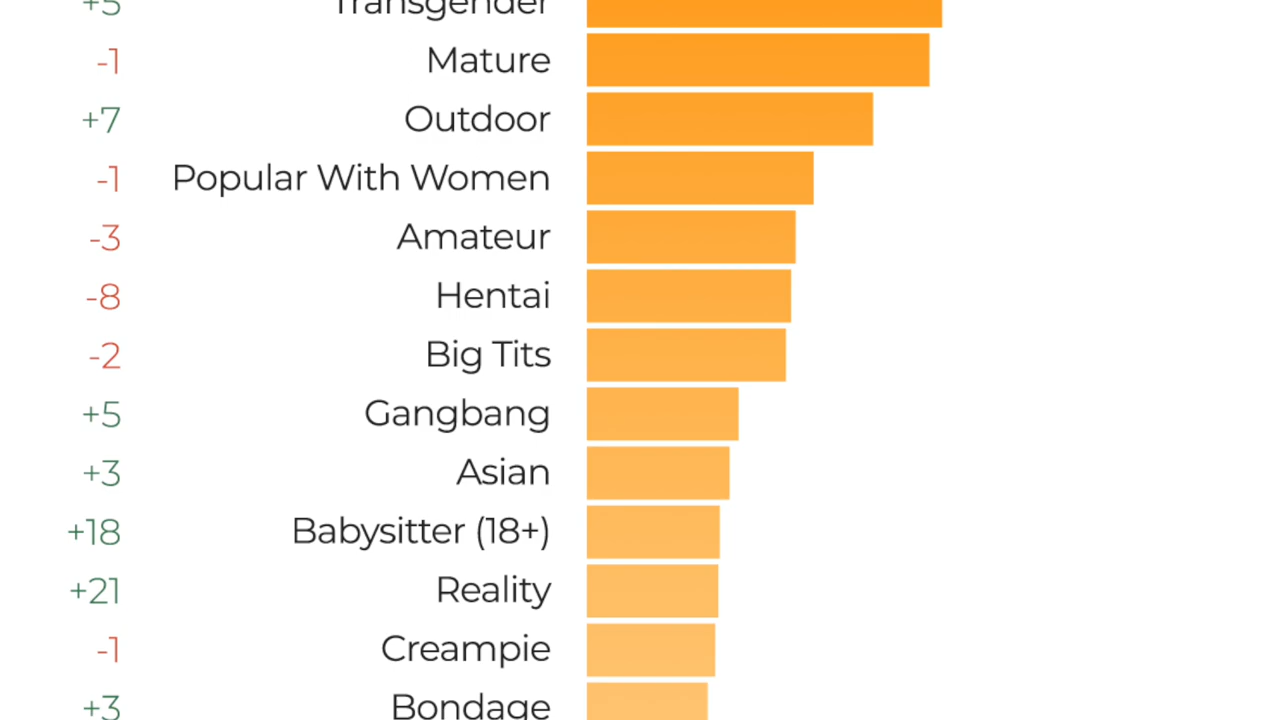 +5 Transgender
-1 Mature
+7 Outdoor
-1 Popular With Women
-3 Amateur
-8 Hentai
-2 Big Tits
+5 Gangbang
+3 Asian
+18 Babysitter (18+)
+21 Reality
-1 Creampie
+3 Bondage